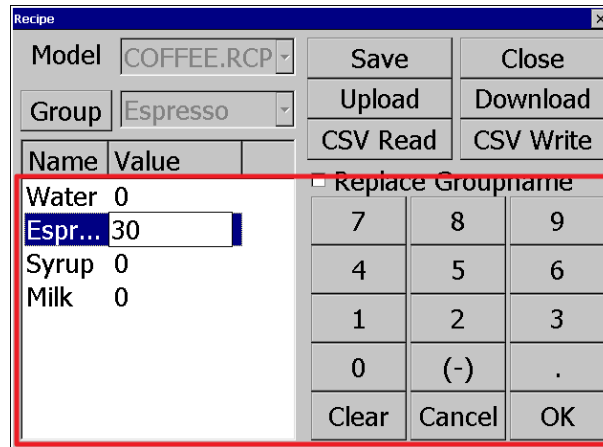 Recipe
Model COFFEE.RCP Save Close
Group Espresso Upload Download
CSV Read CSV Write
Name Value
Replace Groupname
Water 0
Espr... 30
Syrup 0
Milk 0
7 8 9
4 5 6
1 2 3
0 (-) .
Clear Cancel OK